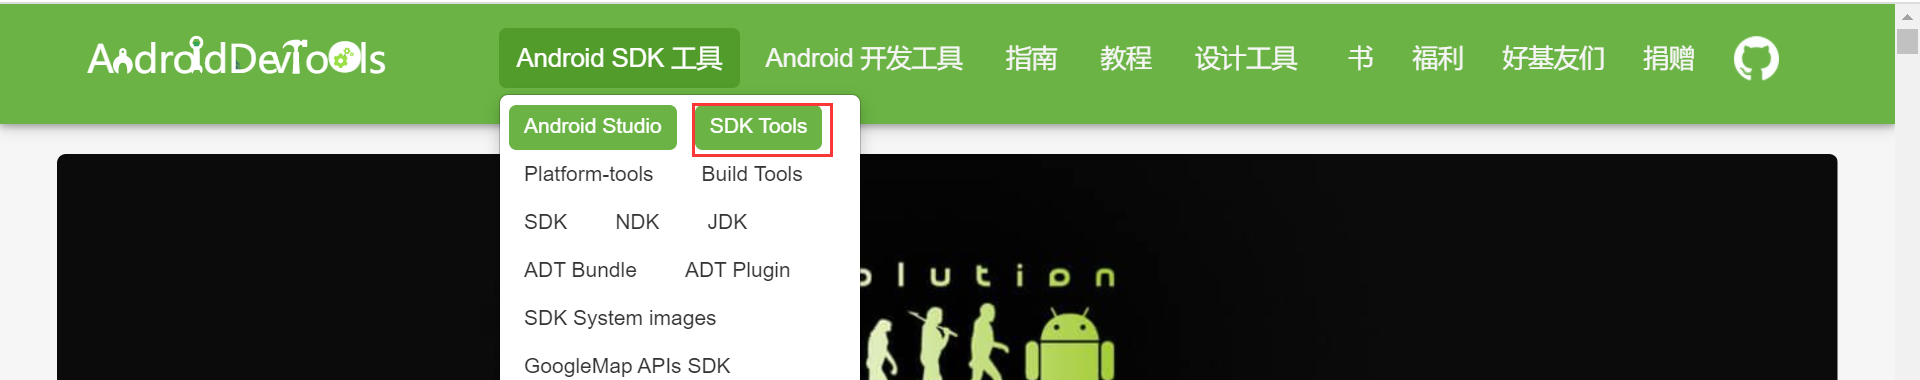 AndroidDevTools Android SDK 工具 Android 开发工具 指南 教程 设计工具 书 福利 好基友们 捐赠
Android Studio SDK Tools
Platform-tools Build Tools
SDK NDK JDK
ADT Bundle ADT Plugin
olution
SDK System images
GoogleMap APIs SDK